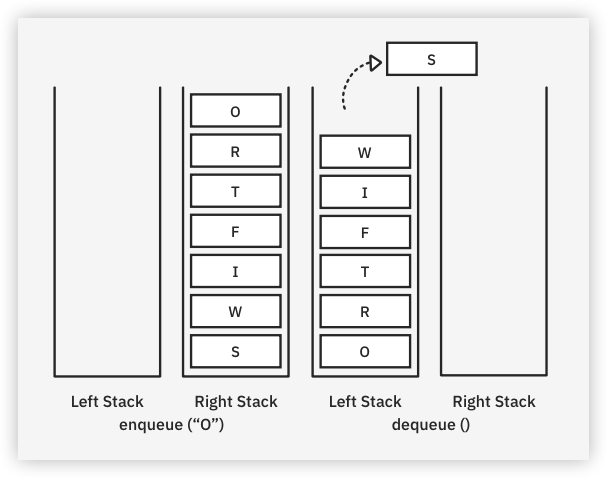 S
O
R
T
F
I
W
S
W
I
F
T
R
O
Left Stack
Right Stack
enqueue (“O”)
Left Stack
Right Stack
dequeue ()